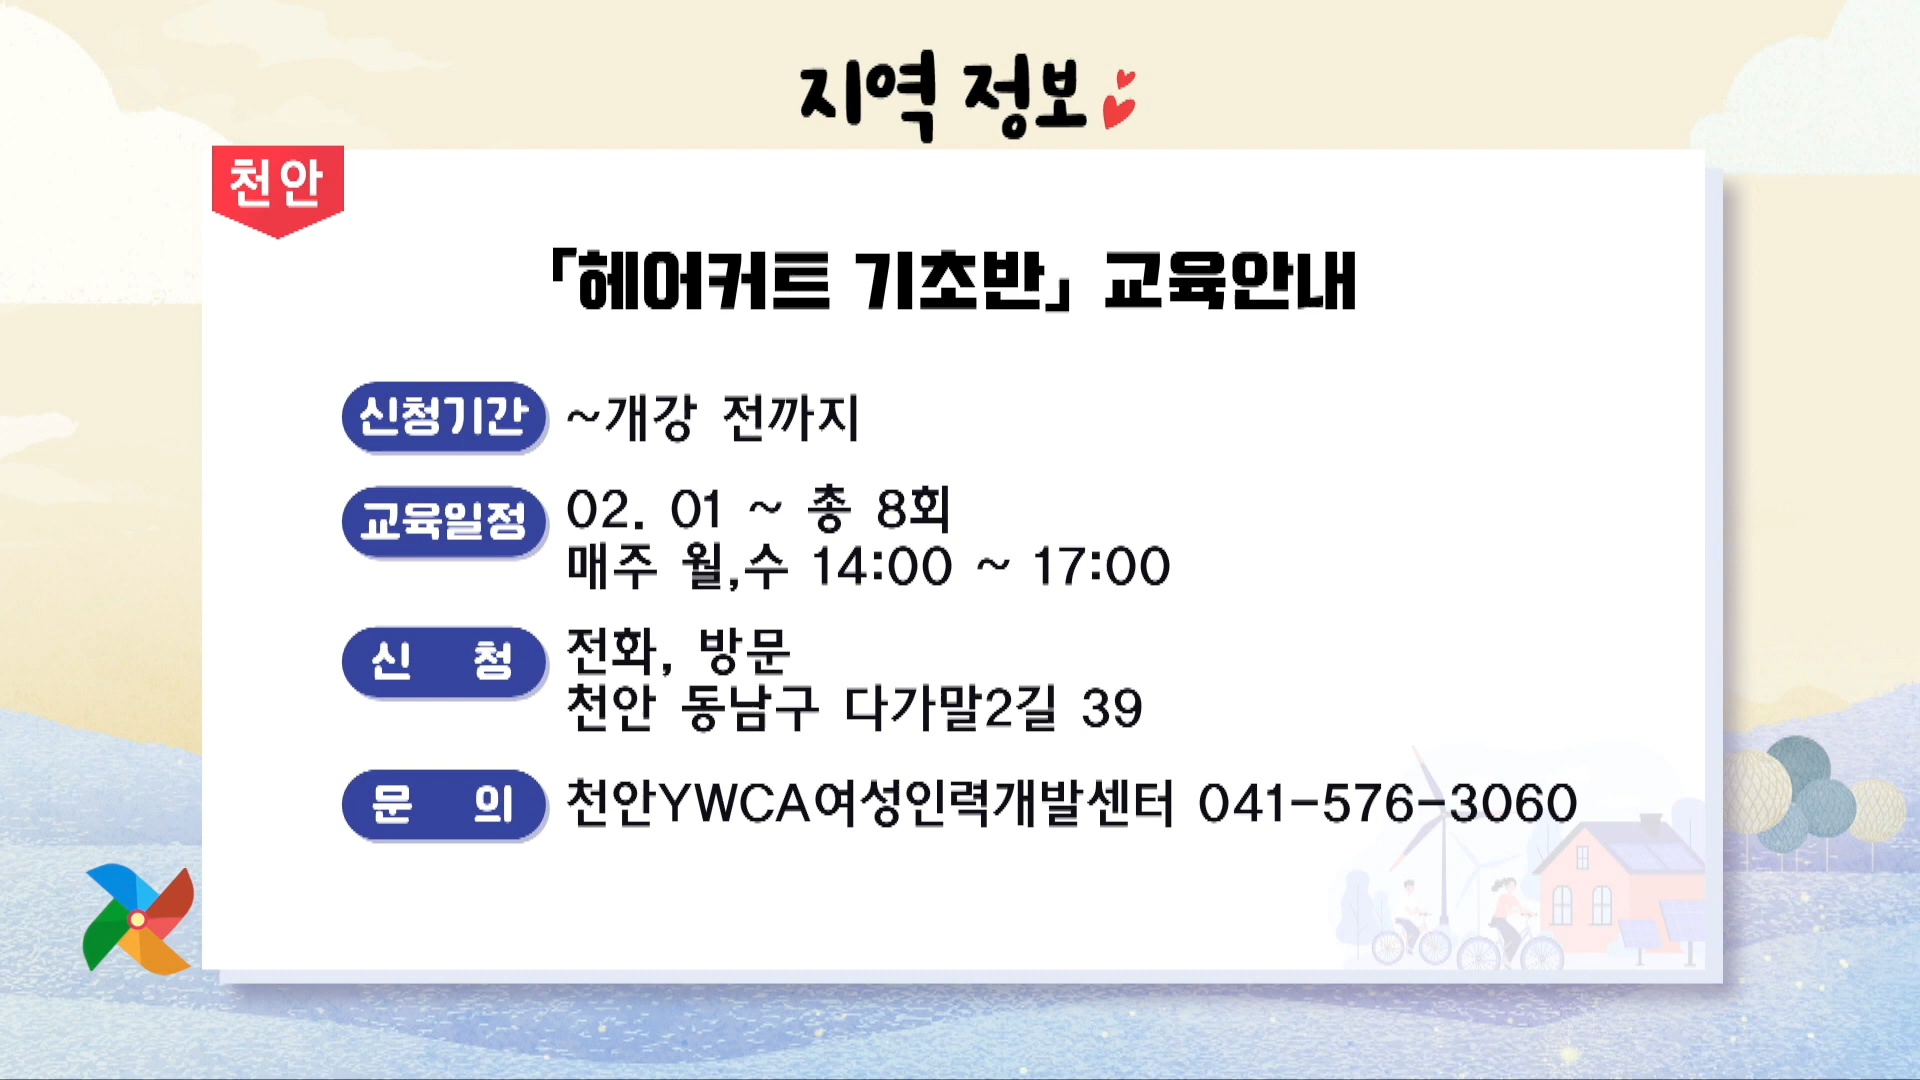 지역 정보
천안
「헤어커트 기초반」 교육안내
신청기간 ~개강 전까지
교육일정 02. 01 ~ 총 8회
매주 월,수 14:00 ~ 17:00
신 청 전화, 방문
천안 동남구 다가말2길 39
문 의 천안YWCA여성인력개발센터 041-576-3060